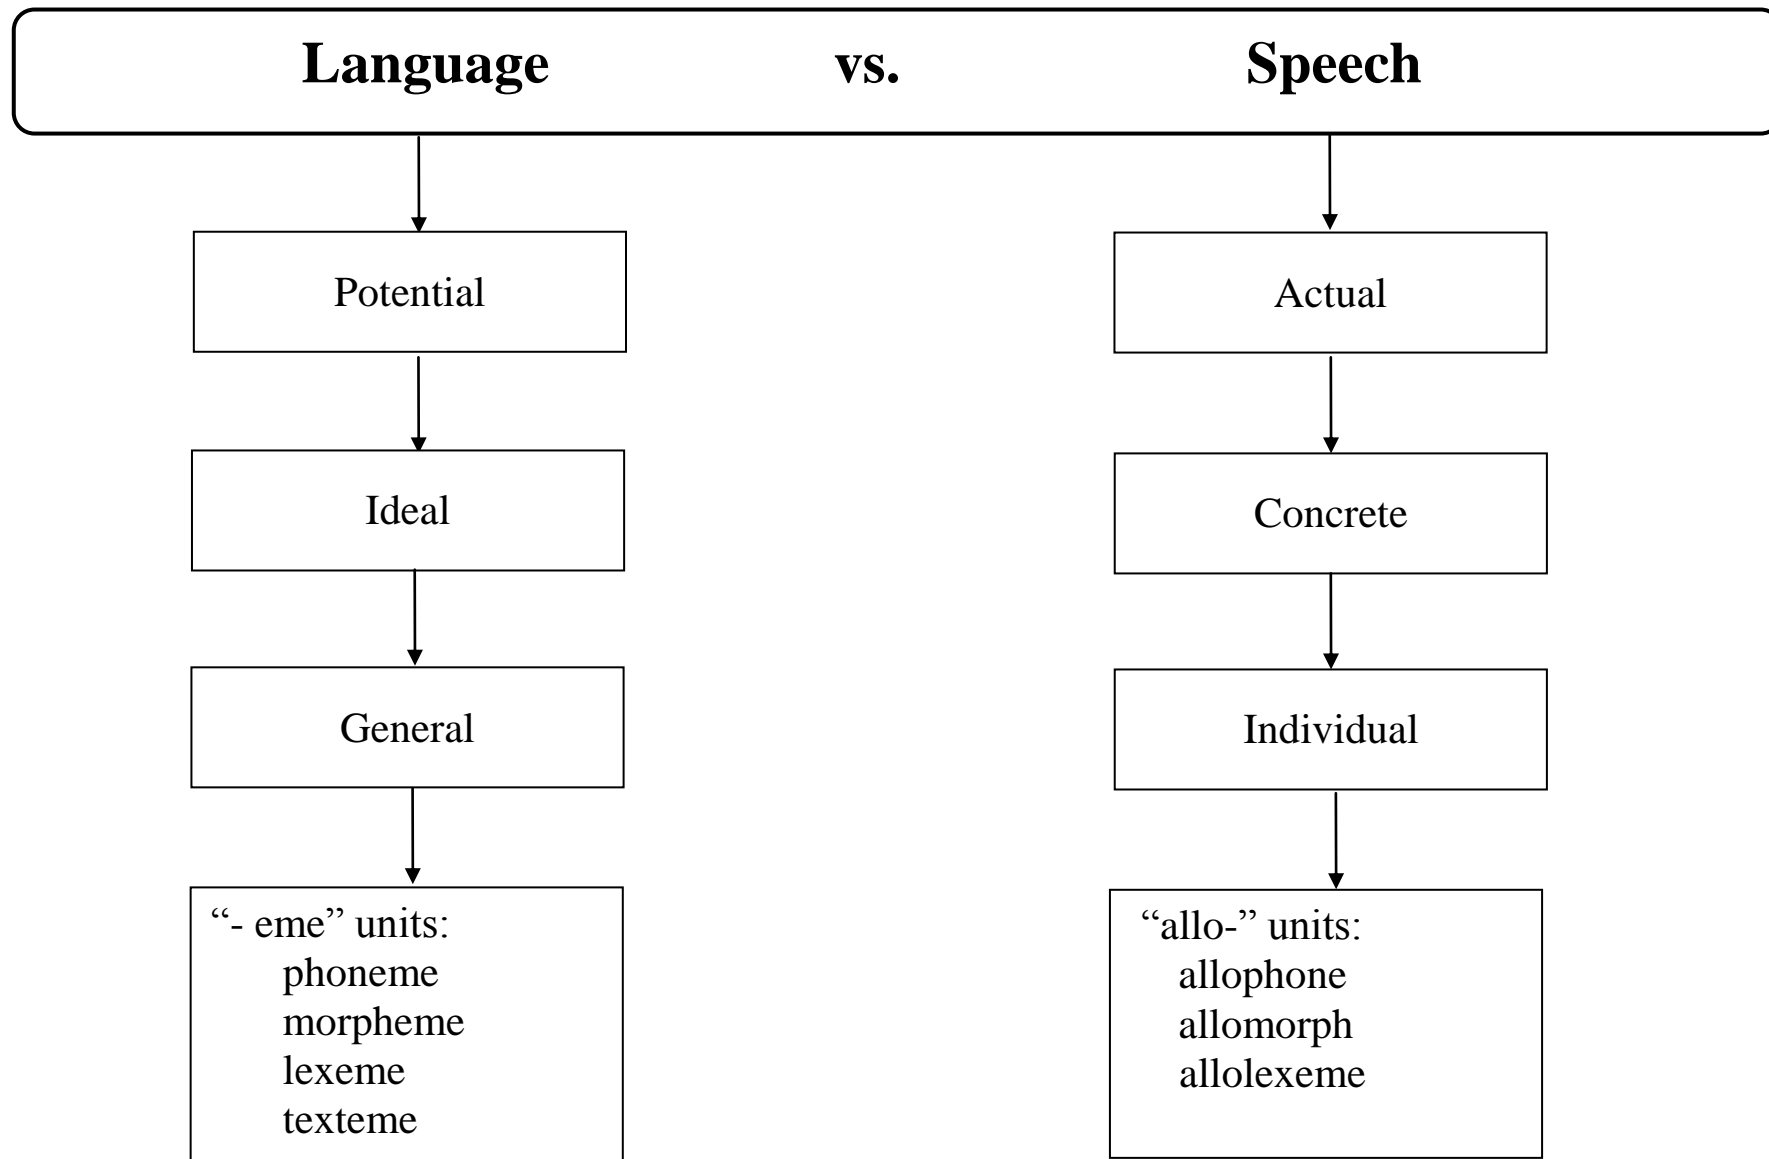 Language vs. Speech
Potential
Actual
Ideal
Concrete
General
Individual
“- eme” units:
phoneme
morpheme
lexeme
texteme
“allo-” units:
allophone
allomorph
allolexeme